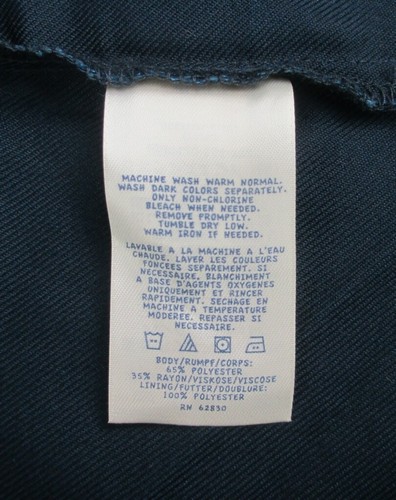 MACHINE WASH WARM NORMAL.
WASH DARK COLORS SEPARATELY.
ONLY NON-CHLORINE
BLEACH WHEN NEEDED.
REMOVE PROMPTLY.
TUMBLE DRY LOW.
WARM IRON IF NEEDED.
LAVABLE A LA MACHINE A L'EAU
CHAUDE. LAVER LES COULEURS
FONCEES SEPAREMENT. SI
NECESSAIRE, BLANCHIMENT
A BASE D'AGENTS OXYGENES
UNIQUEMENT ET RINCER
RAPIDEMENT. SECHAGE EN
MACHINE A TEMPERATURE
MODEREE. REPASSER SI
NECESSAIRE.
BODY/RUMPF/CORPS:
65% POLYESTER
35% RAYON/VISKOSE/VISCOSE
LINING/FUTTER/DOUBLURE:
100% POLYESTER
RN 62830